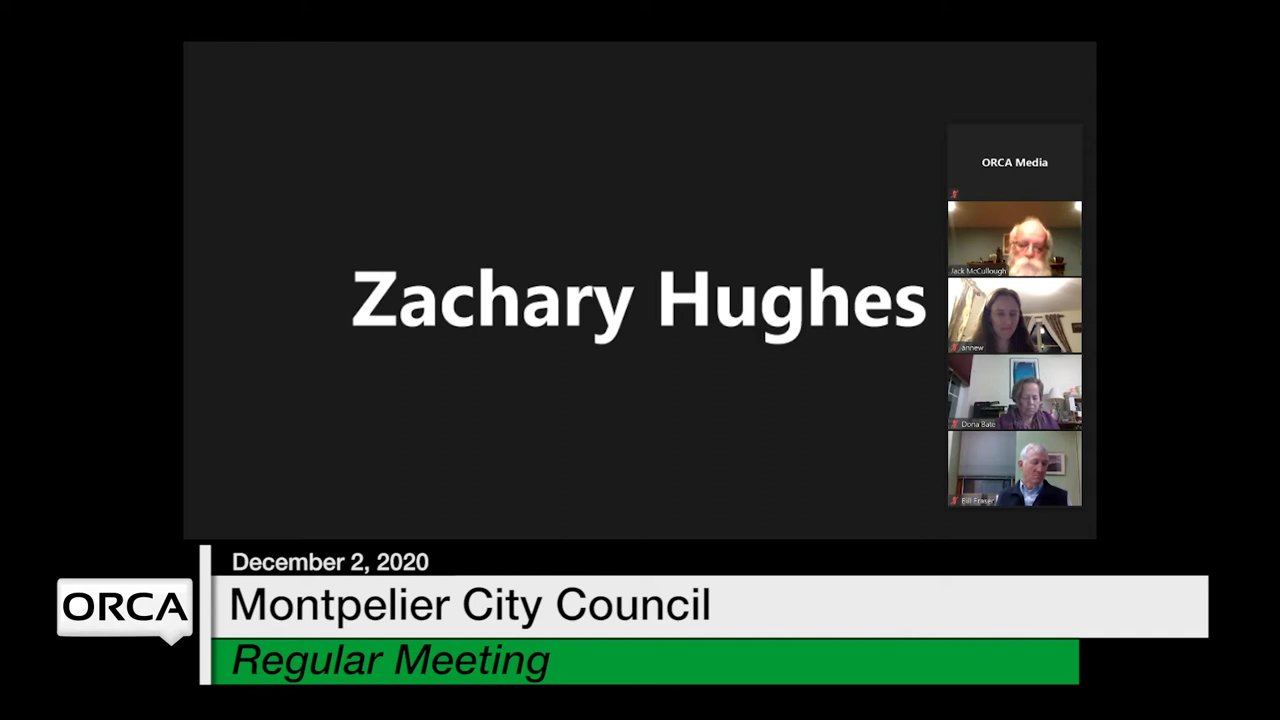 ORCA Media
Jack McCullough
annew
Zachary Hughes
Dona Bate
Bill Fraser
December 2, 2020
Montpelier City Council
ORCA
Regular Meeting